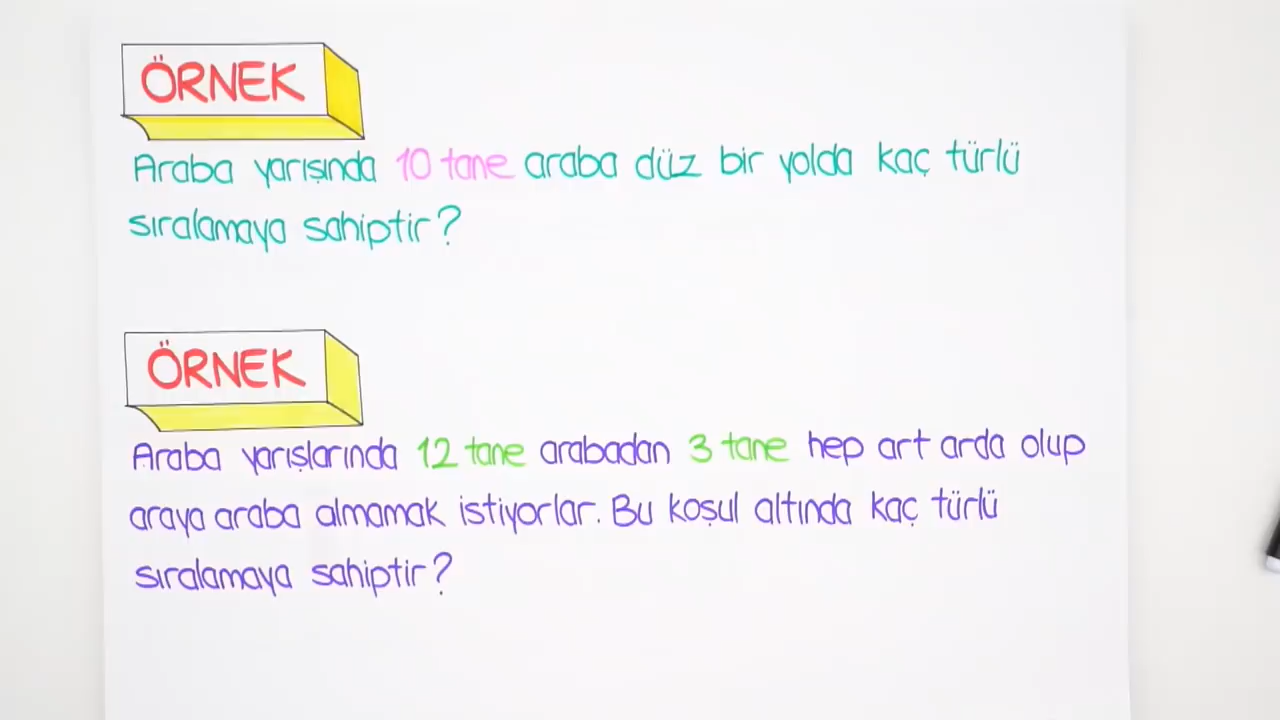 ÖRNEK
Araba yarışında 10 tane araba düz bir yolda kaç türlü
sıralamaya sahiptir?
ÖRNEK
Araba yarışlarında 12 tane arabadan 3 tane hep art arda olup
araya araba almamak istiyorlar. Bu koşul altında kaç türlü
sıralamaya sahiptir?